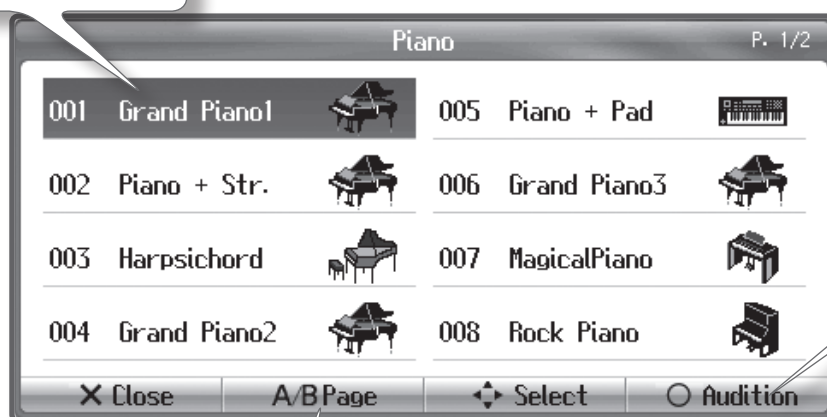 Piano P. 1/2
001 Grand Piano1
002 Piano + Str.
003 Harpsichord
004 Grand Piano2
005 Piano + Pad
006 Grand Piano3
007 MagicalPiano
008 Rock Piano
✕ Close A/B Page Select ○ Audition